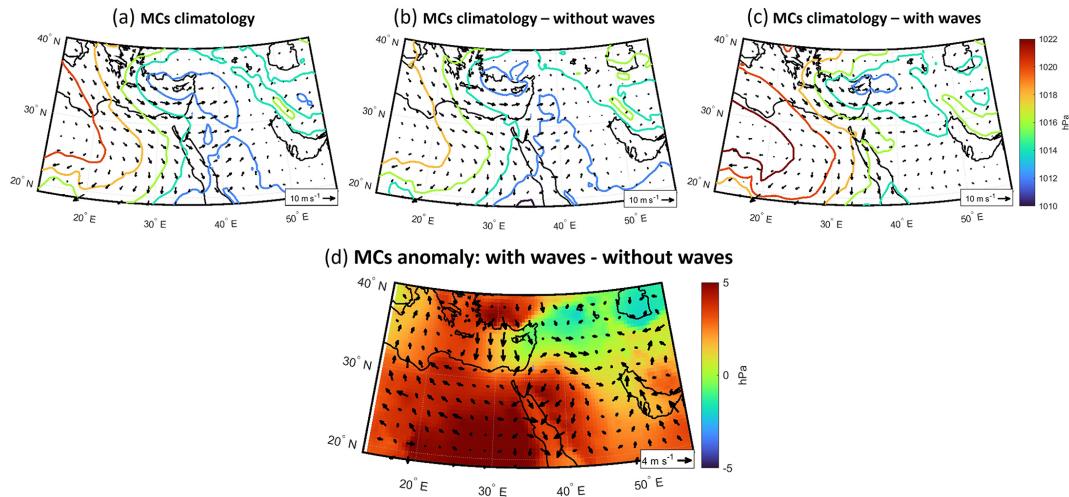 (a) MCs climatology
(b) MCs climatology – without waves
(c) MCs climatology – with waves
40° N
30° N
20° N
20° E
30° E
40° E
50° E
10 m s⁻¹
40° N
30° N
20° N
20° E
30° E
40° E
50° E
10 m s⁻¹
40° N
30° N
20° N
20° E
30° E
40° E
50° E
10 m s⁻¹
1022
1020
1018
1016
1014
1012
1010
hPa
(d) MCs anomaly: with waves - without waves
40° N
30° N
20° N
20° E
30° E
40° E
50° E
4 m s⁻¹
5
0
-5
hPa